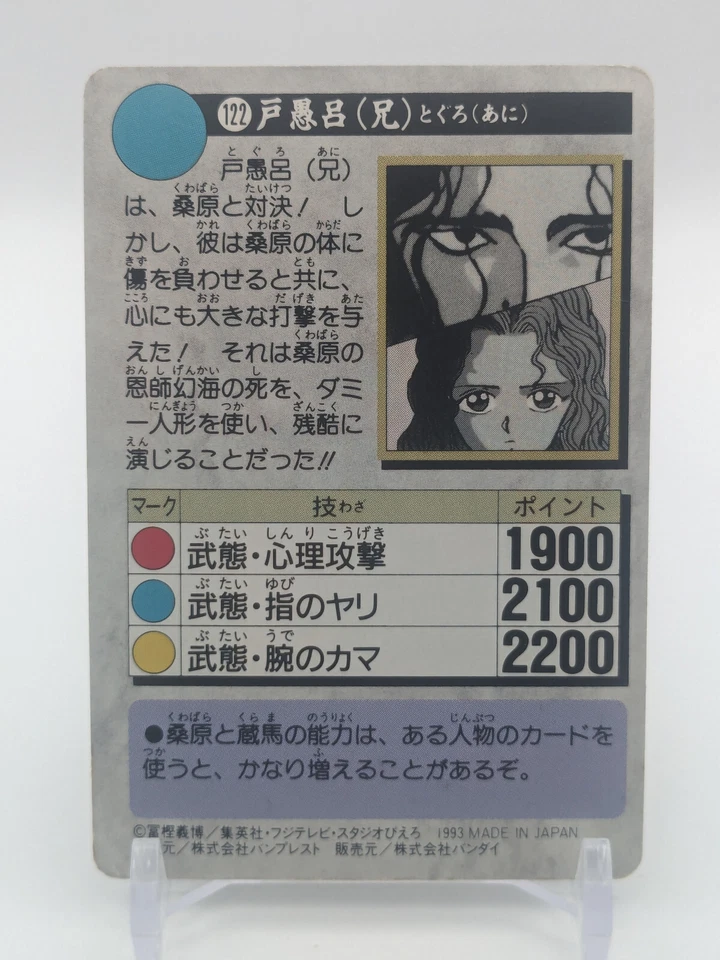 122 戸愚呂(兄) とぐろ(あに)
戸愚呂(兄)
は、桑原と対決! し
かし、彼は桑原の体に
傷を負わせると共に、
心にも大きな打撃を与
えた! それは桑原の
恩師幻海の死を、ダミ
ー人形を使い、残酷に
演じることだった!!
マーク 技わざ ポイント
武態・心理攻撃 1900
武態・指のヤリ 2100
武態・腕のカマ 2200
●桑原と蔵馬の能力は、ある人物のカードを
使うと、かなり増えることがあるぞ。
©冨樫義博/集英社・フジテレビ・スタジオぴえろ 1993 MADE IN JAPAN
元/株式会社バンプレスト 販売元/株式会社バンダイ